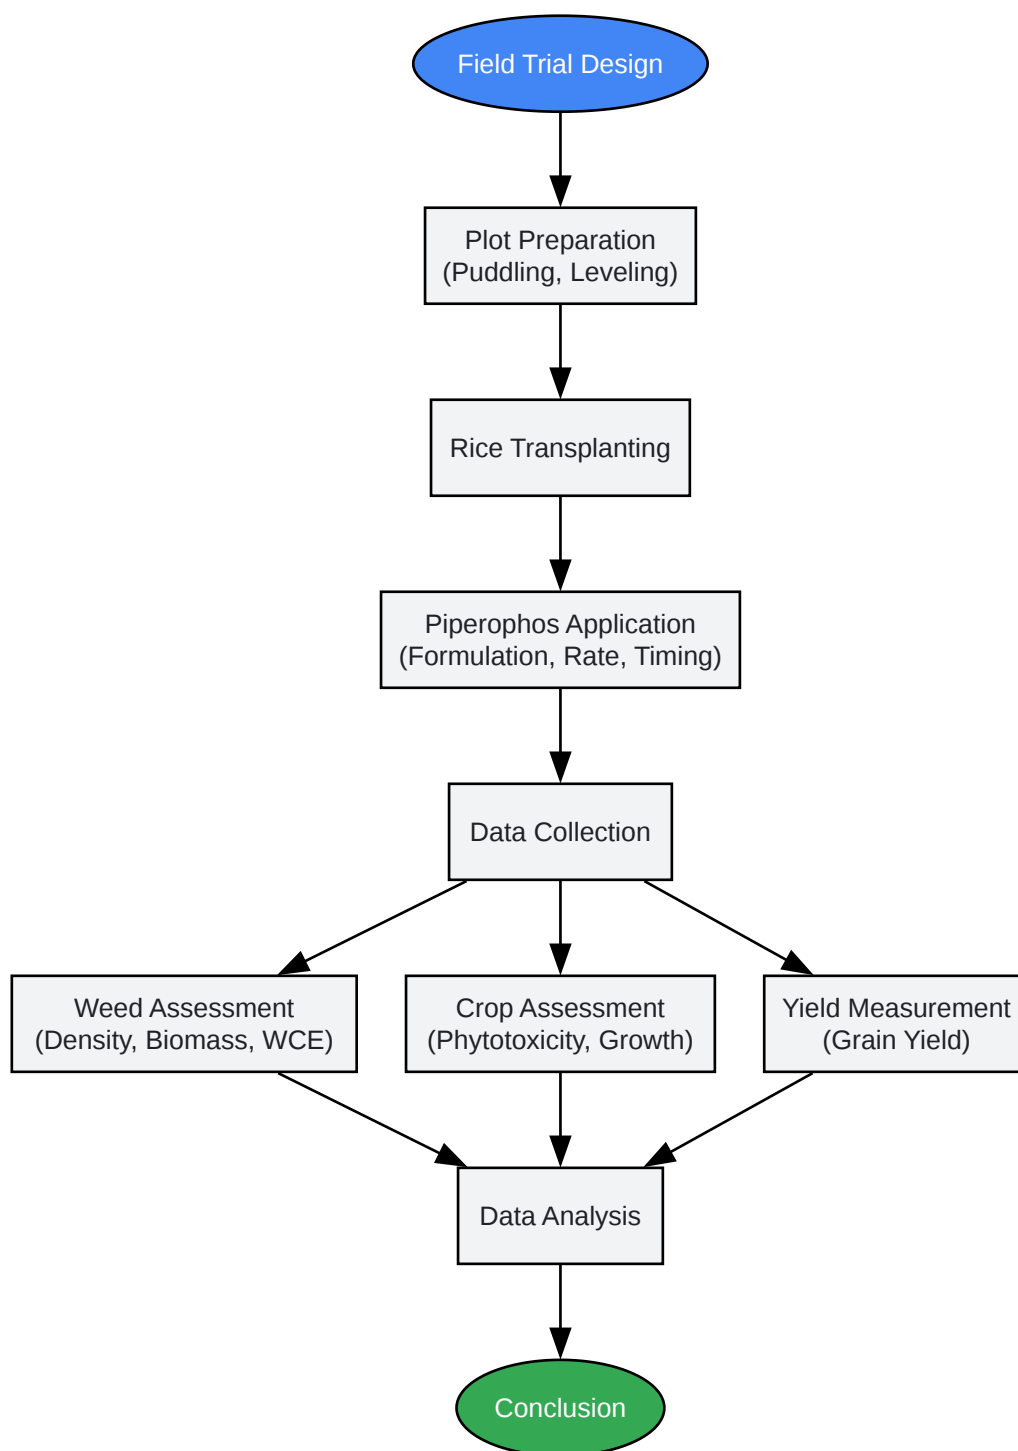 Field Trial Design
Plot Preparation
(Puddling, Leveling)
Rice Transplanting
Piperophos Application
(Formulation, Rate, Timing)
Data Collection
Weed Assessment
(Density, Biomass, WCE)
Crop Assessment
(Phytotoxicity, Growth)
Yield Measurement
(Grain Yield)
Data Analysis
Conclusion